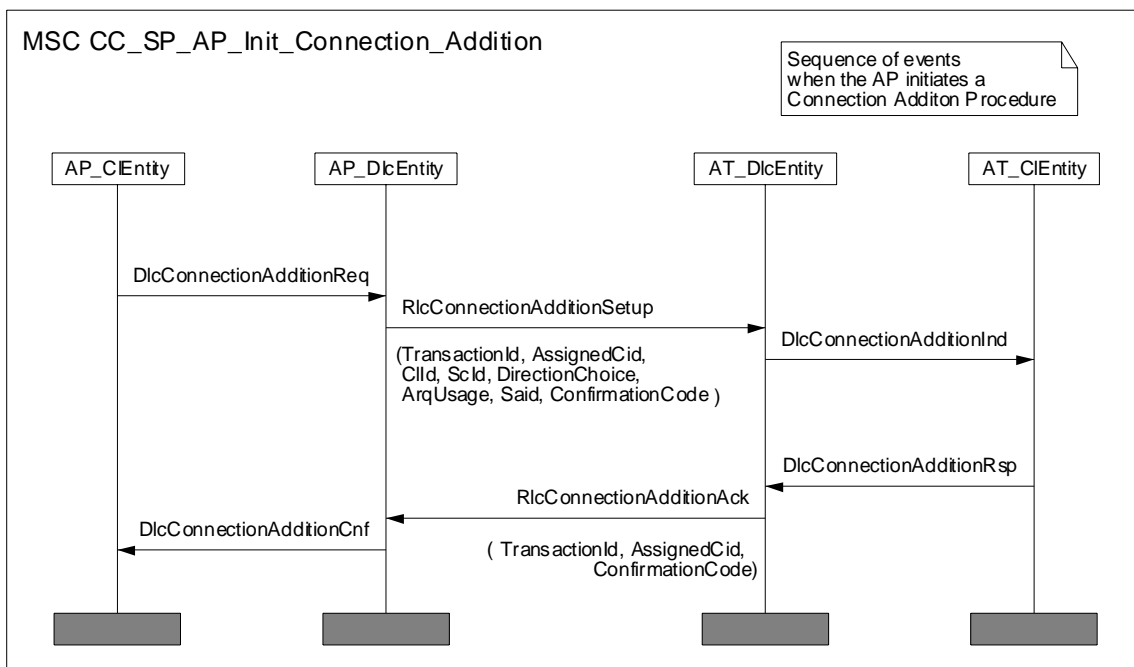 MSC CC_SP_AP_Init_Connection_Addition
Sequence of events
when the AP initiates a
Connection Additon Procedure
AP_ClEntity
AP_DlcEntity
AT_DlcEntity
AT_ClEntity
DlcConnectionAdditionReq
RlcConnectionAdditionSetup
DlcConnectionAdditionInd
(TransactionId, AssignedCid,
ClId, ScId, DirectionChoice,
ArqUsage, Said, ConfirmationCode )
DlcConnectionAdditionRsp
RlcConnectionAdditionAck
DlcConnectionAdditionCnf
( TransactionId, AssignedCid,
ConfirmationCode)